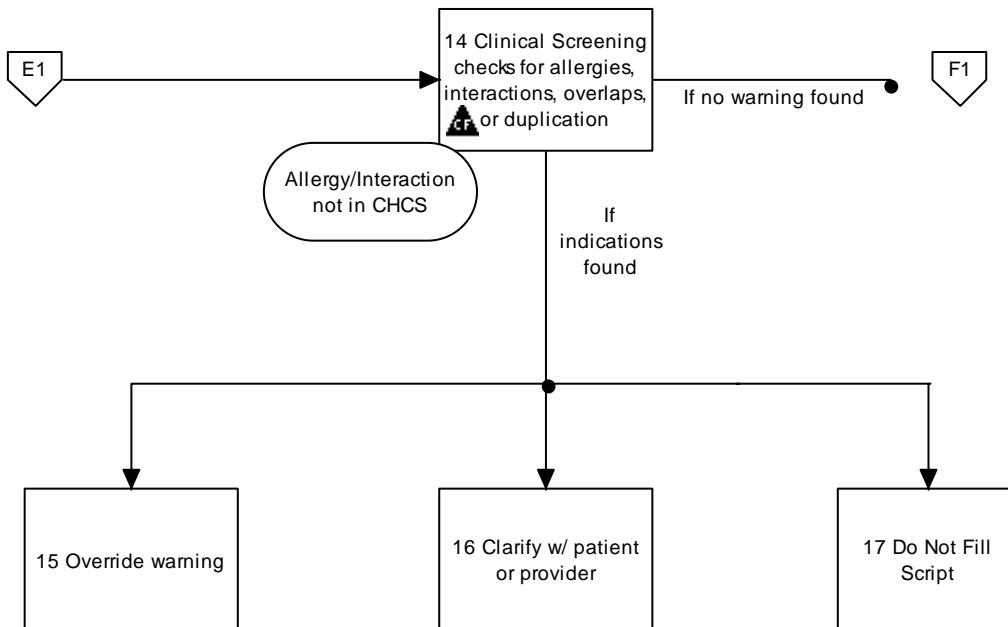 E1
14 Clinical Screening
checks for allergies,
interactions, overlaps,
CF or duplication
If no warning found
F1
Allergy/Interaction
not in CHCS
If
indications
found
15 Override warning
16 Clarify w/ patient
or provider
17 Do Not Fill
Script